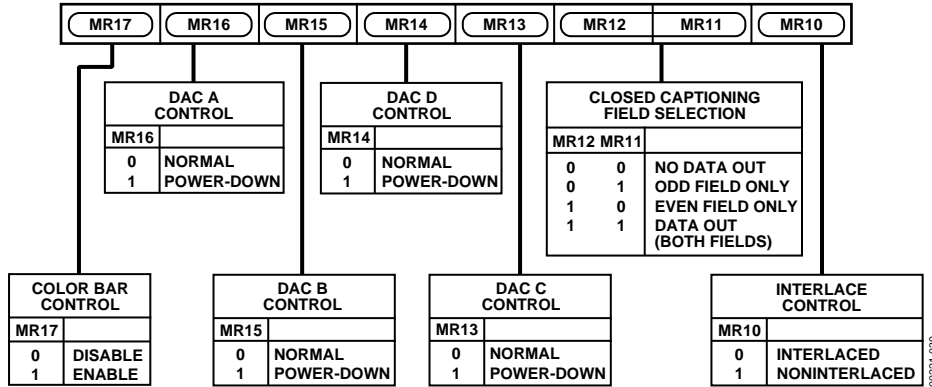 MR17 MR16 MR15 MR14 MR13 MR12 MR11 MR10
DAC A
CONTROL
MR16
0 NORMAL
1 POWER-DOWN
DAC D
CONTROL
MR14
0 NORMAL
1 POWER-DOWN
CLOSED CAPTIONING
FIELD SELECTION
MR12 MR11
0 0 NO DATA OUT
0 1 ODD FIELD ONLY
1 0 EVEN FIELD ONLY
1 1 DATA OUT
(BOTH FIELDS)
COLOR BAR
CONTROL
MR17
0 DISABLE
1 ENABLE
DAC B
CONTROL
MR15
0 NORMAL
1 POWER-DOWN
DAC C
CONTROL
MR13
0 NORMAL
1 POWER-DOWN
INTERLACE
CONTROL
MR10
0 INTERLACED
1 NONINTERLACED